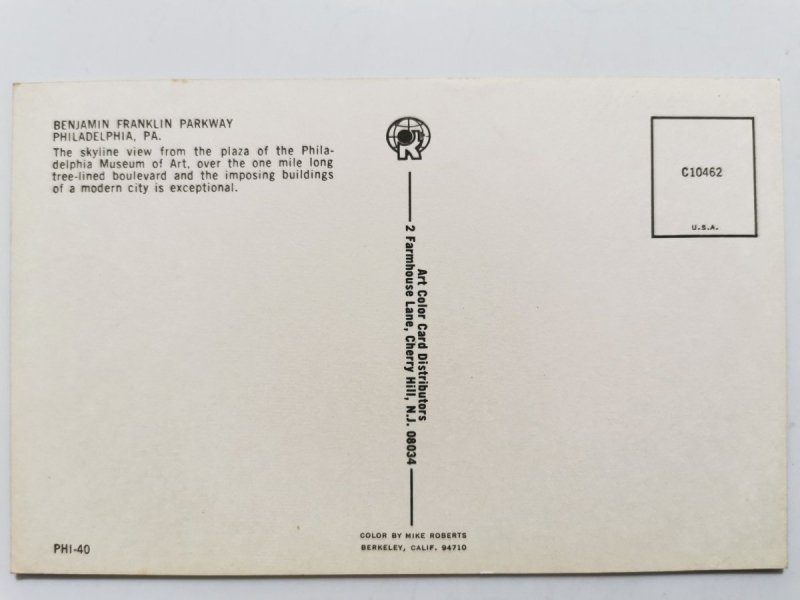 BENJAMIN FRANKLIN PARKWAY
PHILADELPHIA, PA.
The skyline view from the plaza of the Phila-
delphia Museum of Art, over the one mile long
tree-lined boulevard and the imposing buildings
of a modern city is exceptional.
PHI-40
R
Art Color Card Distributors
2 Farmhouse Lane, Cherry Hill, N.J. 08034
COLOR BY MIKE ROBERTS
BERKELEY, CALIF. 94710
C10462
U.S.A.